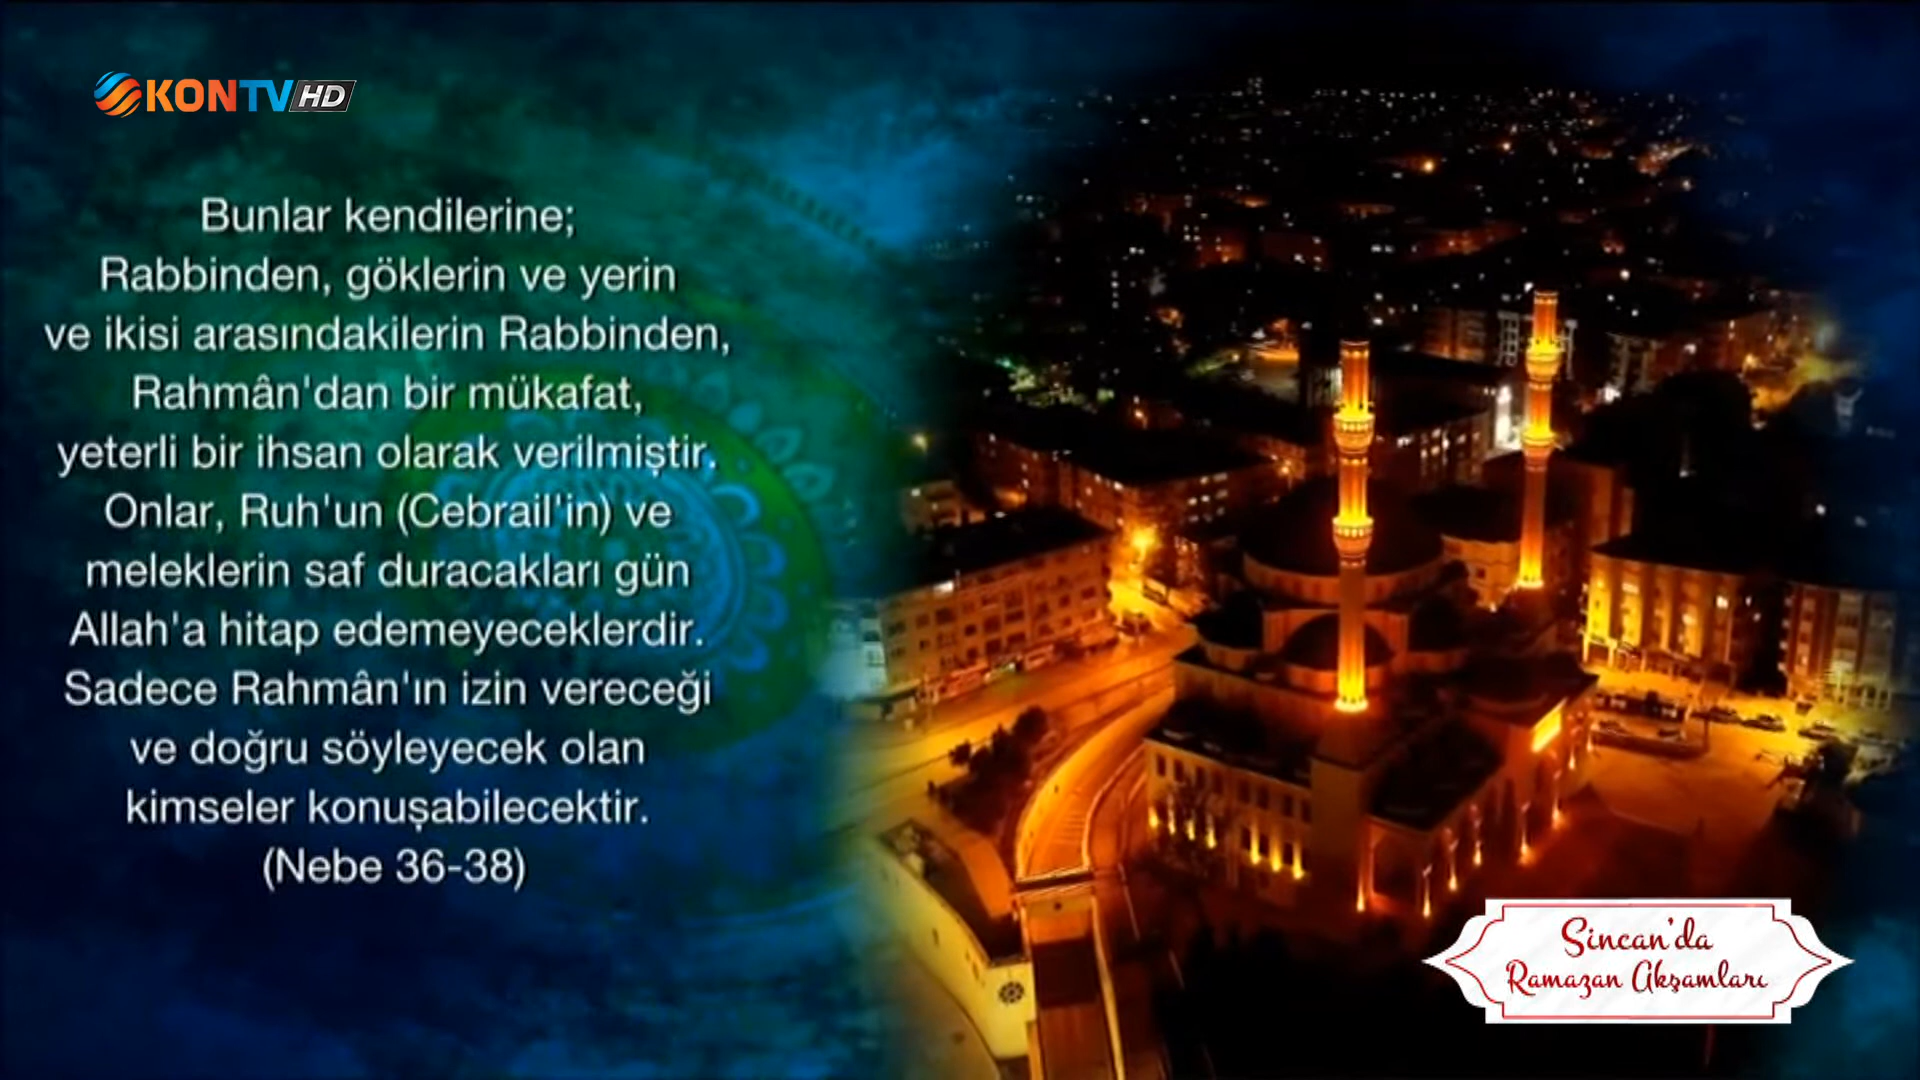 KONTV HD
Bunlar kendilerine;
Rabbinden, göklerin ve yerin
ve ikisi arasındakilerin Rabbinden,
Rahmân'dan bir mükafat,
yeterli bir ihsan olarak verilmiştir.
Onlar, Ruh'un (Cebrail'in) ve
meleklerin saf duracakları gün
Allah'a hitap edemeyeceklerdir.
Sadece Rahmân'ın izin vereceği
ve doğru söyleyecek olan
kimseler konuşabilecektir.
(Nebe 36-38)
Sincan'da
Ramazan Akşamları